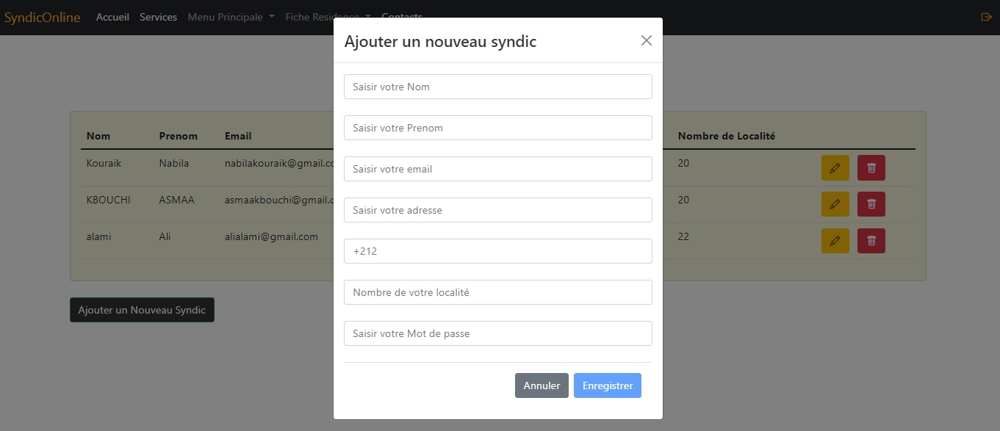 SyndicOnline Accueil Services Menu Principale Fiche Residence Contacts
Ajouter un nouveau syndic
Saisir votre Nom
Saisir votre Prenom
Saisir votre email
Saisir votre adresse
+212
Nombre de votre localité
Saisir votre Mot de passe
Annuler Enregistrer
Nom Prenom Email Nombre de Localité
Kouraik Nabila nabilakouraik@gmail.co 20
KBOUCHI ASMAA asmaakbouchi@gmail.c 20
alami Ali alialami@gmail.com 22
Ajouter un Nouveau Syndic